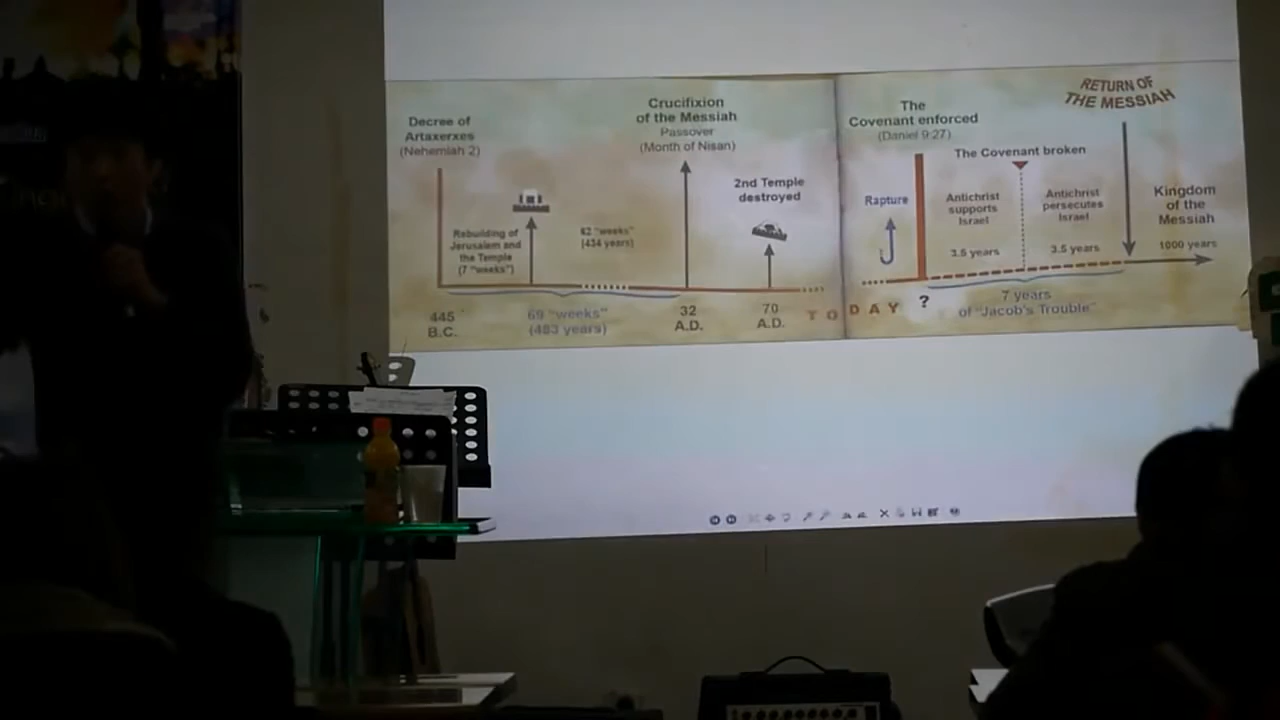 Decree of
Artaxerxes
(Nehemiah 2)
Rebuilding of
Jerusalem and
the Temple
(7 "weeks")
62 "weeks"
(434 years)
Crucifixion
of the Messiah
Passover
(Month of Nisan)
2nd Temple
destroyed
445
B.C.
69 "weeks"
(483 years)
32
A.D.
70
A.D.
TODAY
The
Covenant enforced
(Daniel 9:27)
Rapture
?
The Covenant broken
Antichrist
supports
Israel
3.5 years
Antichrist
persecutes
Israel
3.5 years
7 years
of "Jacob's Trouble"
RETURN OF
THE MESSIAH
Kingdom
of the
Messiah
1000 years